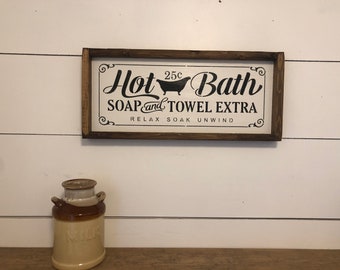 Hot 25¢ Bath
SOAP and TOWEL EXTRA
RELAX SOAK UNWIND